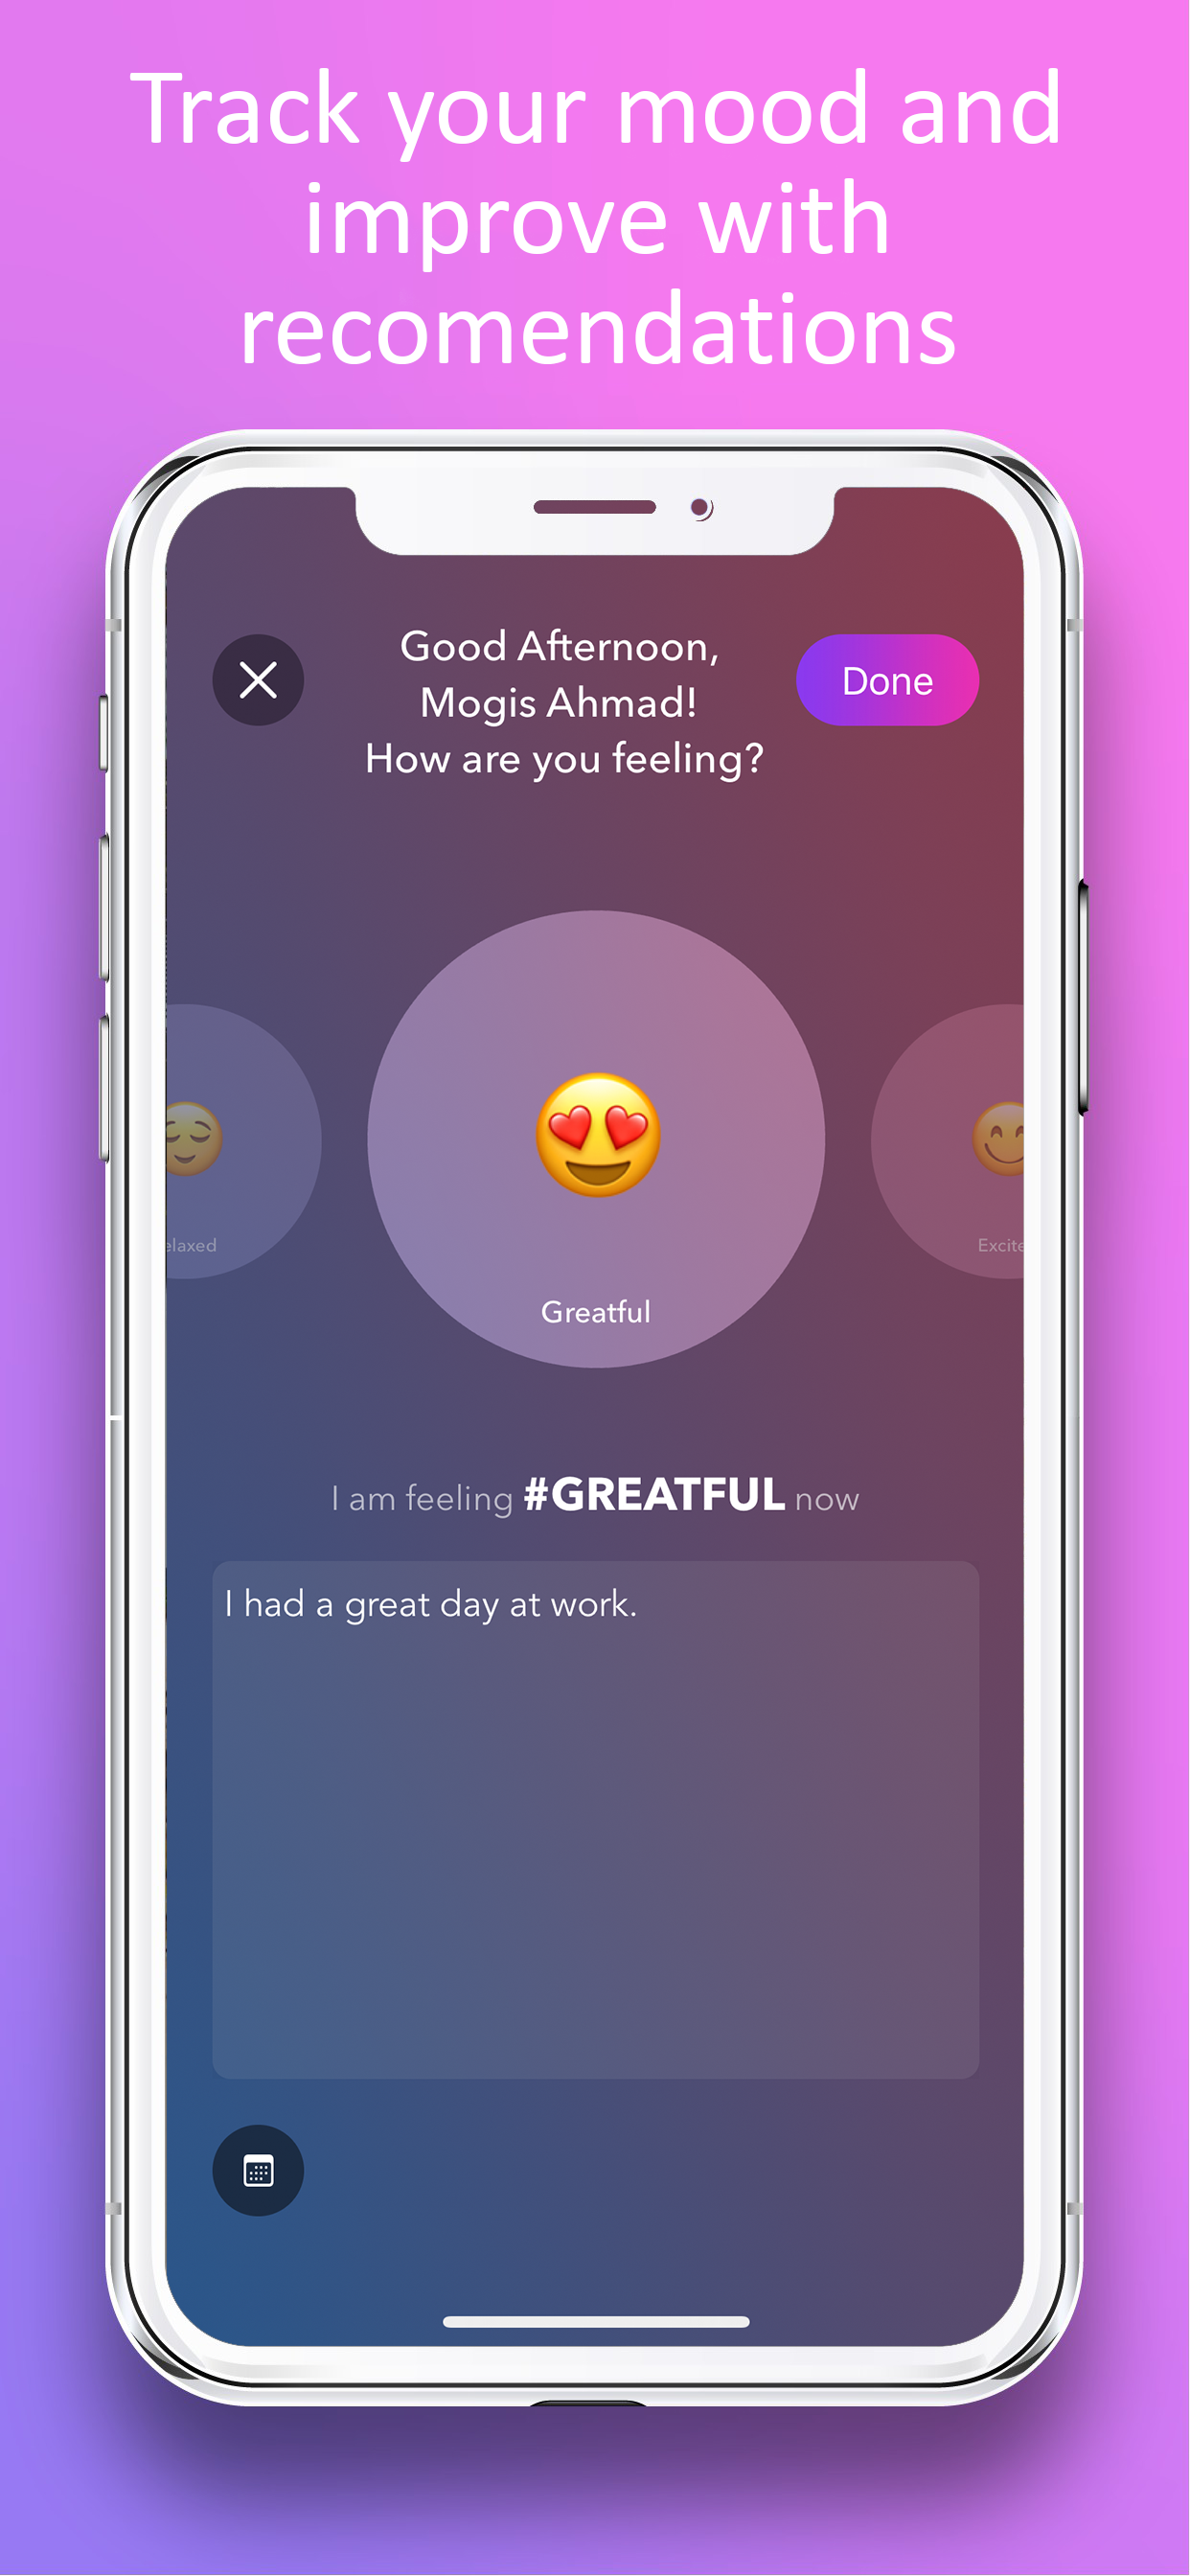 Track your mood and
improve with
recomendations
Good Afternoon,
Mogis Ahmad!
How are you feeling?
Done
elaxed
Greatful
Excite
I am feeling #GREATFUL now
I had a great day at work.